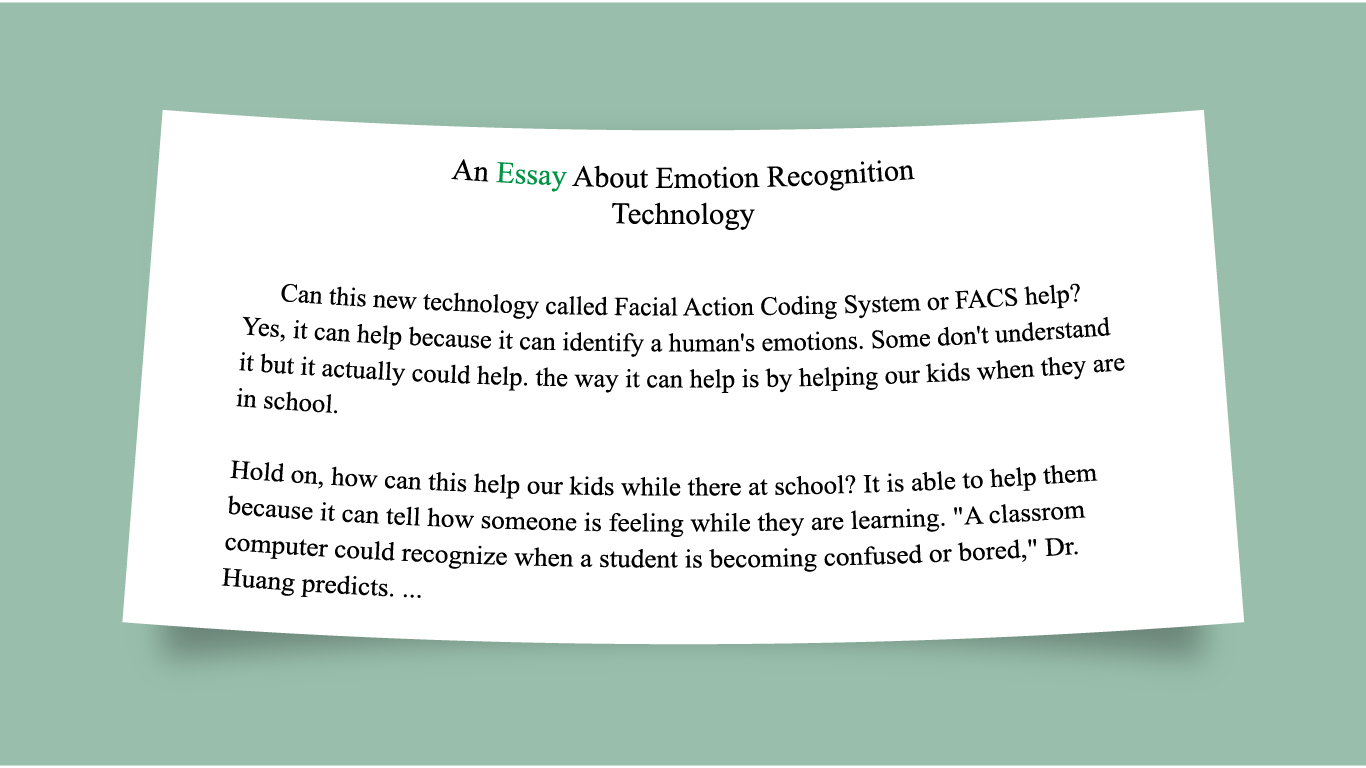 An Essay About Emotion Recognition
Technology
Can this new technology called Facial Action Coding System or FACS help?
Yes, it can help because it can identify a human's emotions. Some don't understand
it but it actually could help. the way it can help is by helping our kids when they are
in school.
Hold on, how can this help our kids while there at school? It is able to help them
because it can tell how someone is feeling while they are learning. "A classrom
computer could recognize when a student is becoming confused or bored," Dr.
Huang predicts. ...